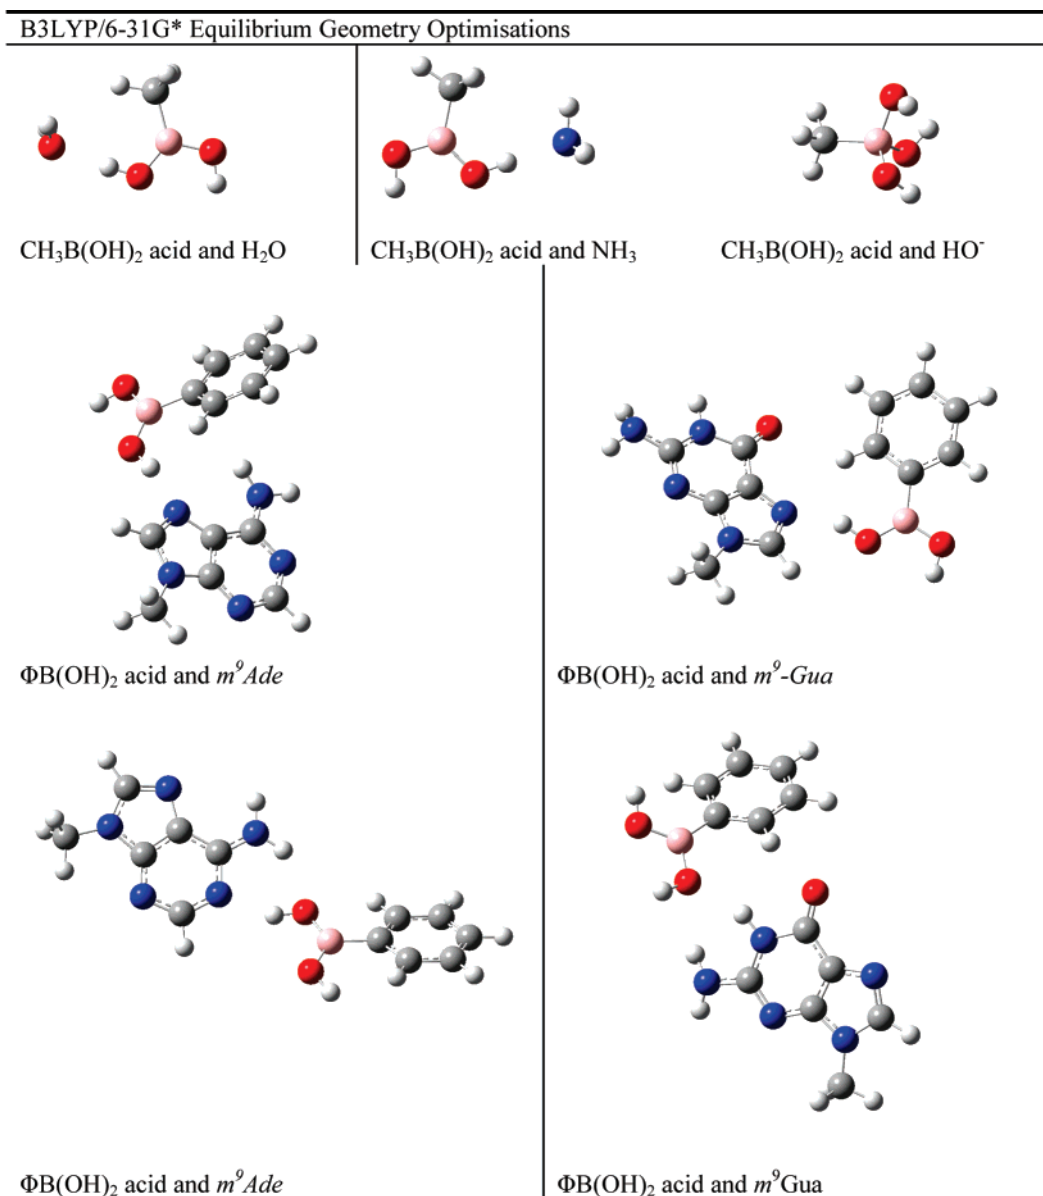 B3LYP/6-31G* Equilibrium Geometry Optimisations
CH₃B(OH)₂ acid and H₂O
CH₃B(OH)₂ acid and NH₃
CH₃B(OH)₂ acid and HO⁻
ΦB(OH)₂ acid and m⁹Ade
ΦB(OH)₂ acid and m⁹-Gua
ΦB(OH)₂ acid and m⁹Ade
ΦB(OH)₂ acid and m⁹Gua